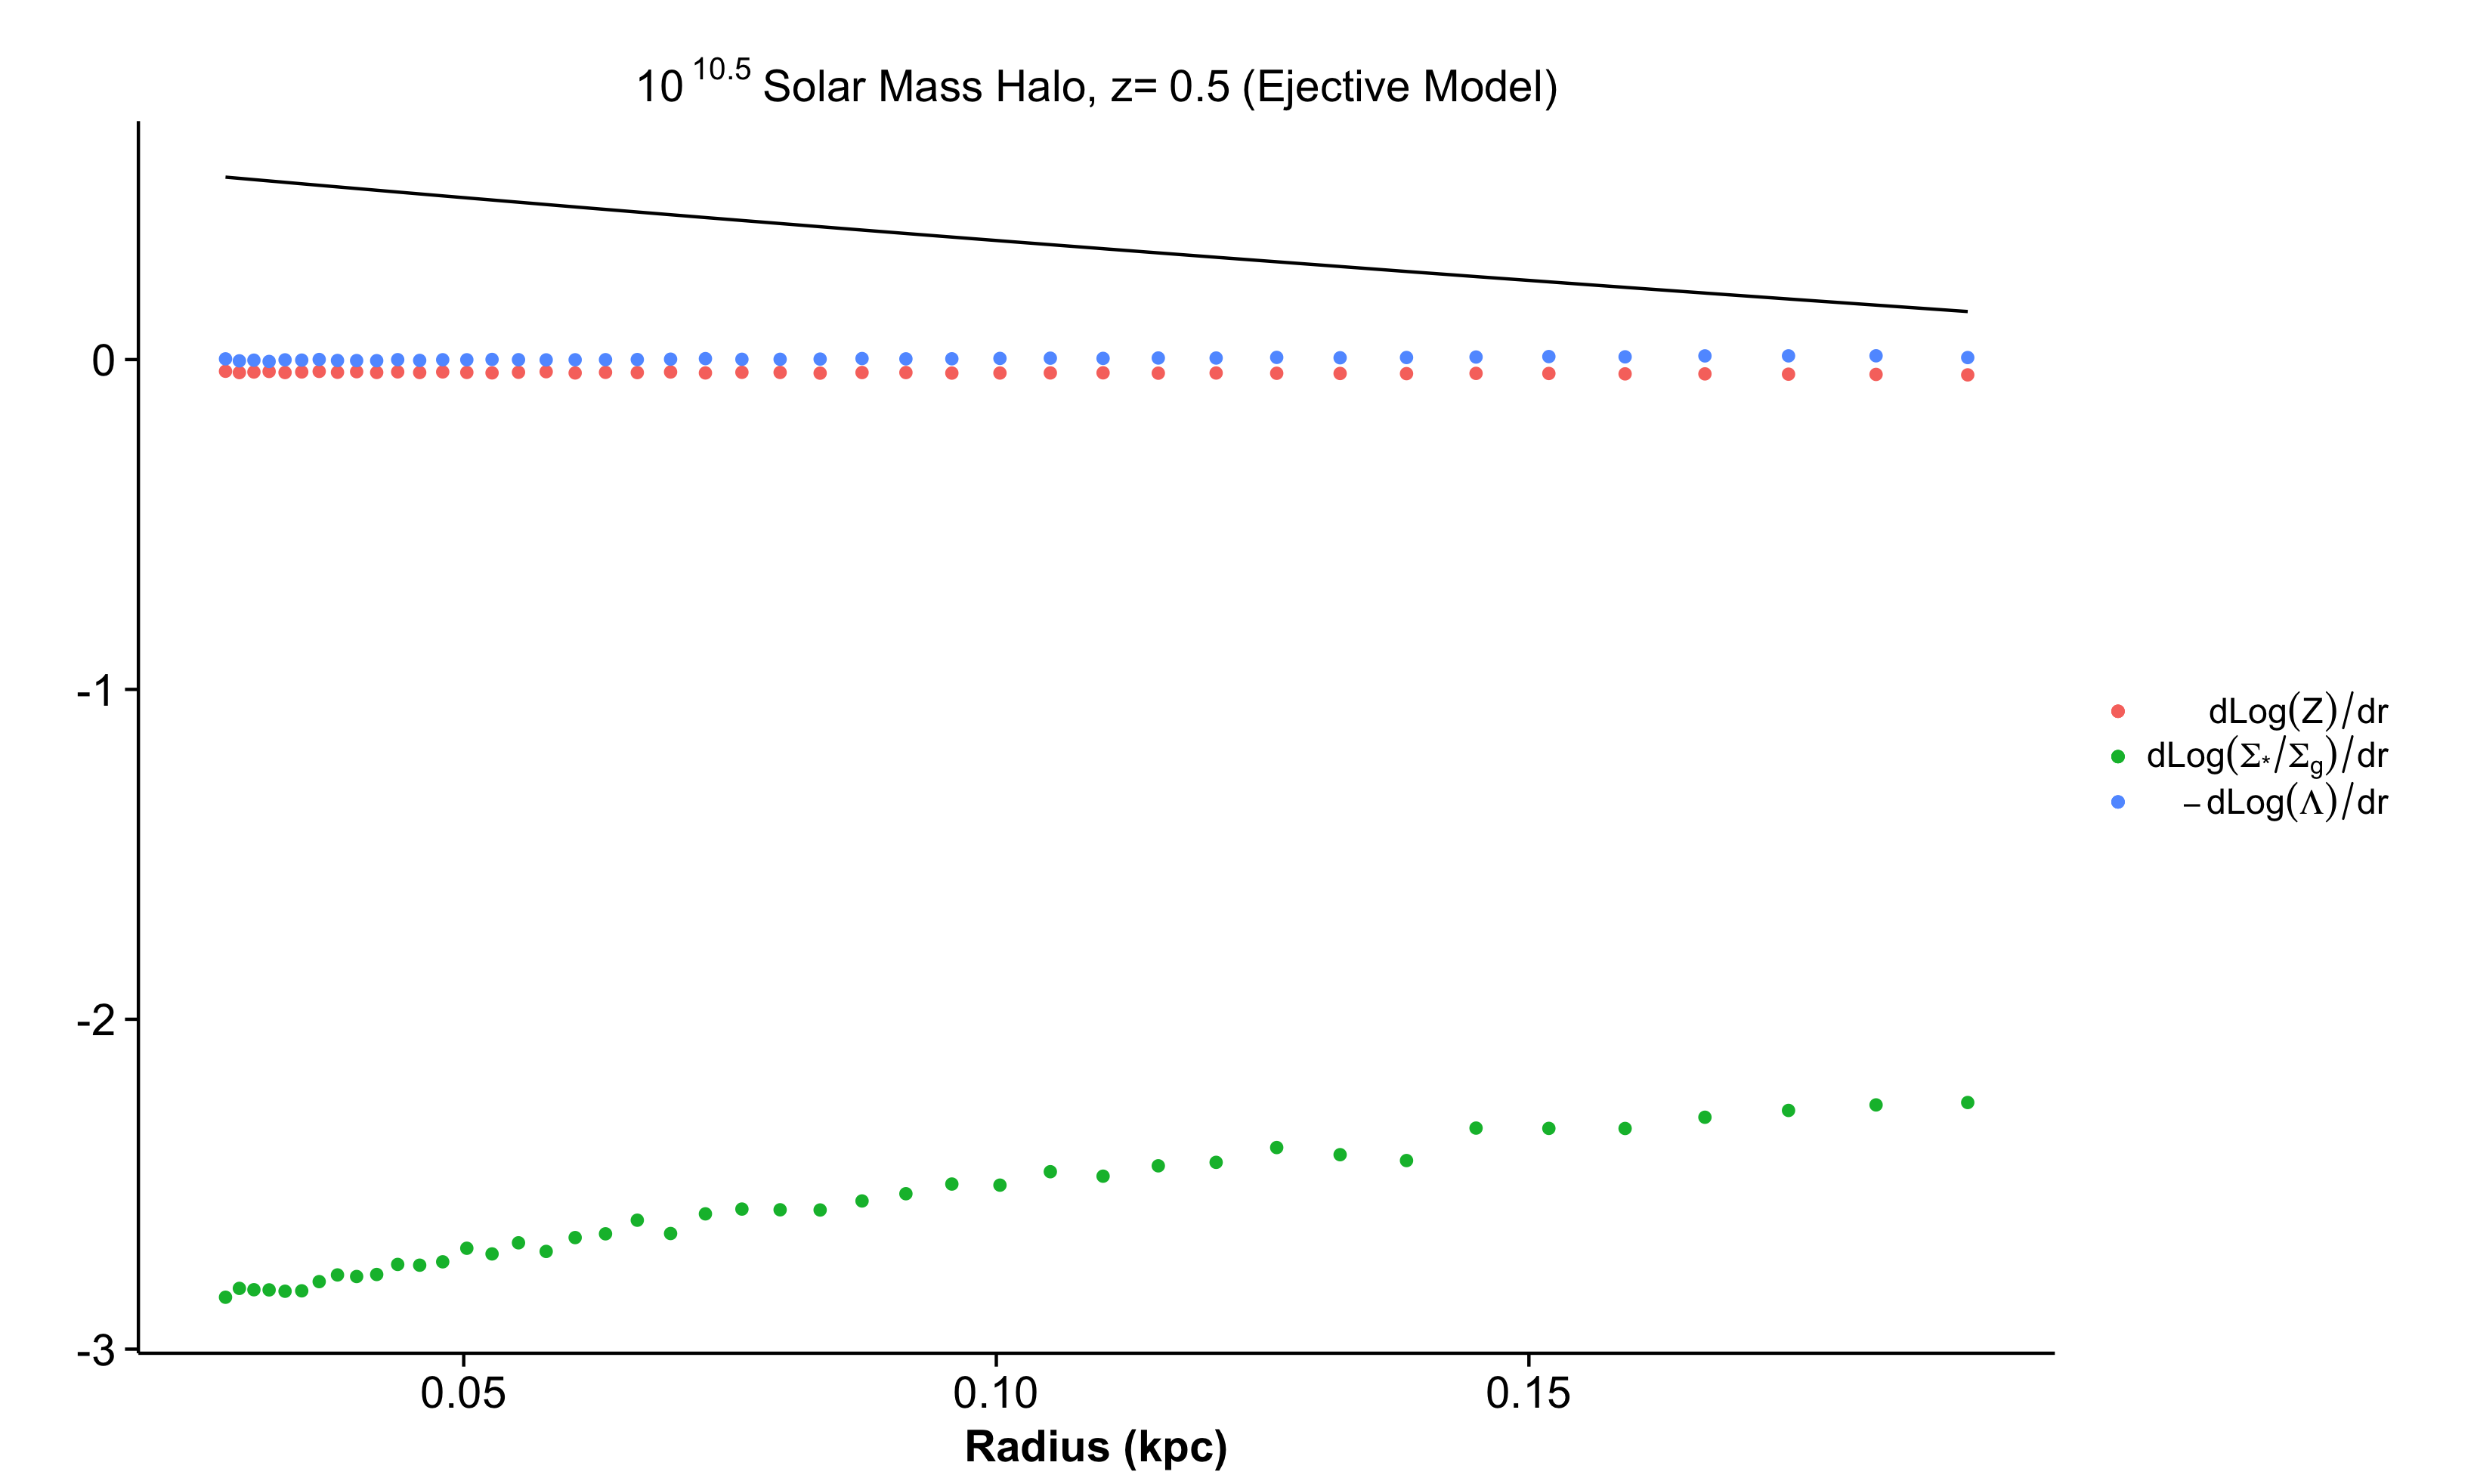 10^10.5 Solar Mass Halo, z= 0.5 (Ejective Model)
0
-1
-2
-3
0.05 0.10 0.15
Radius (kpc)
dLog(Z)/dr
dLog(Σ*/Σg)/dr
–dLog(Λ)/dr